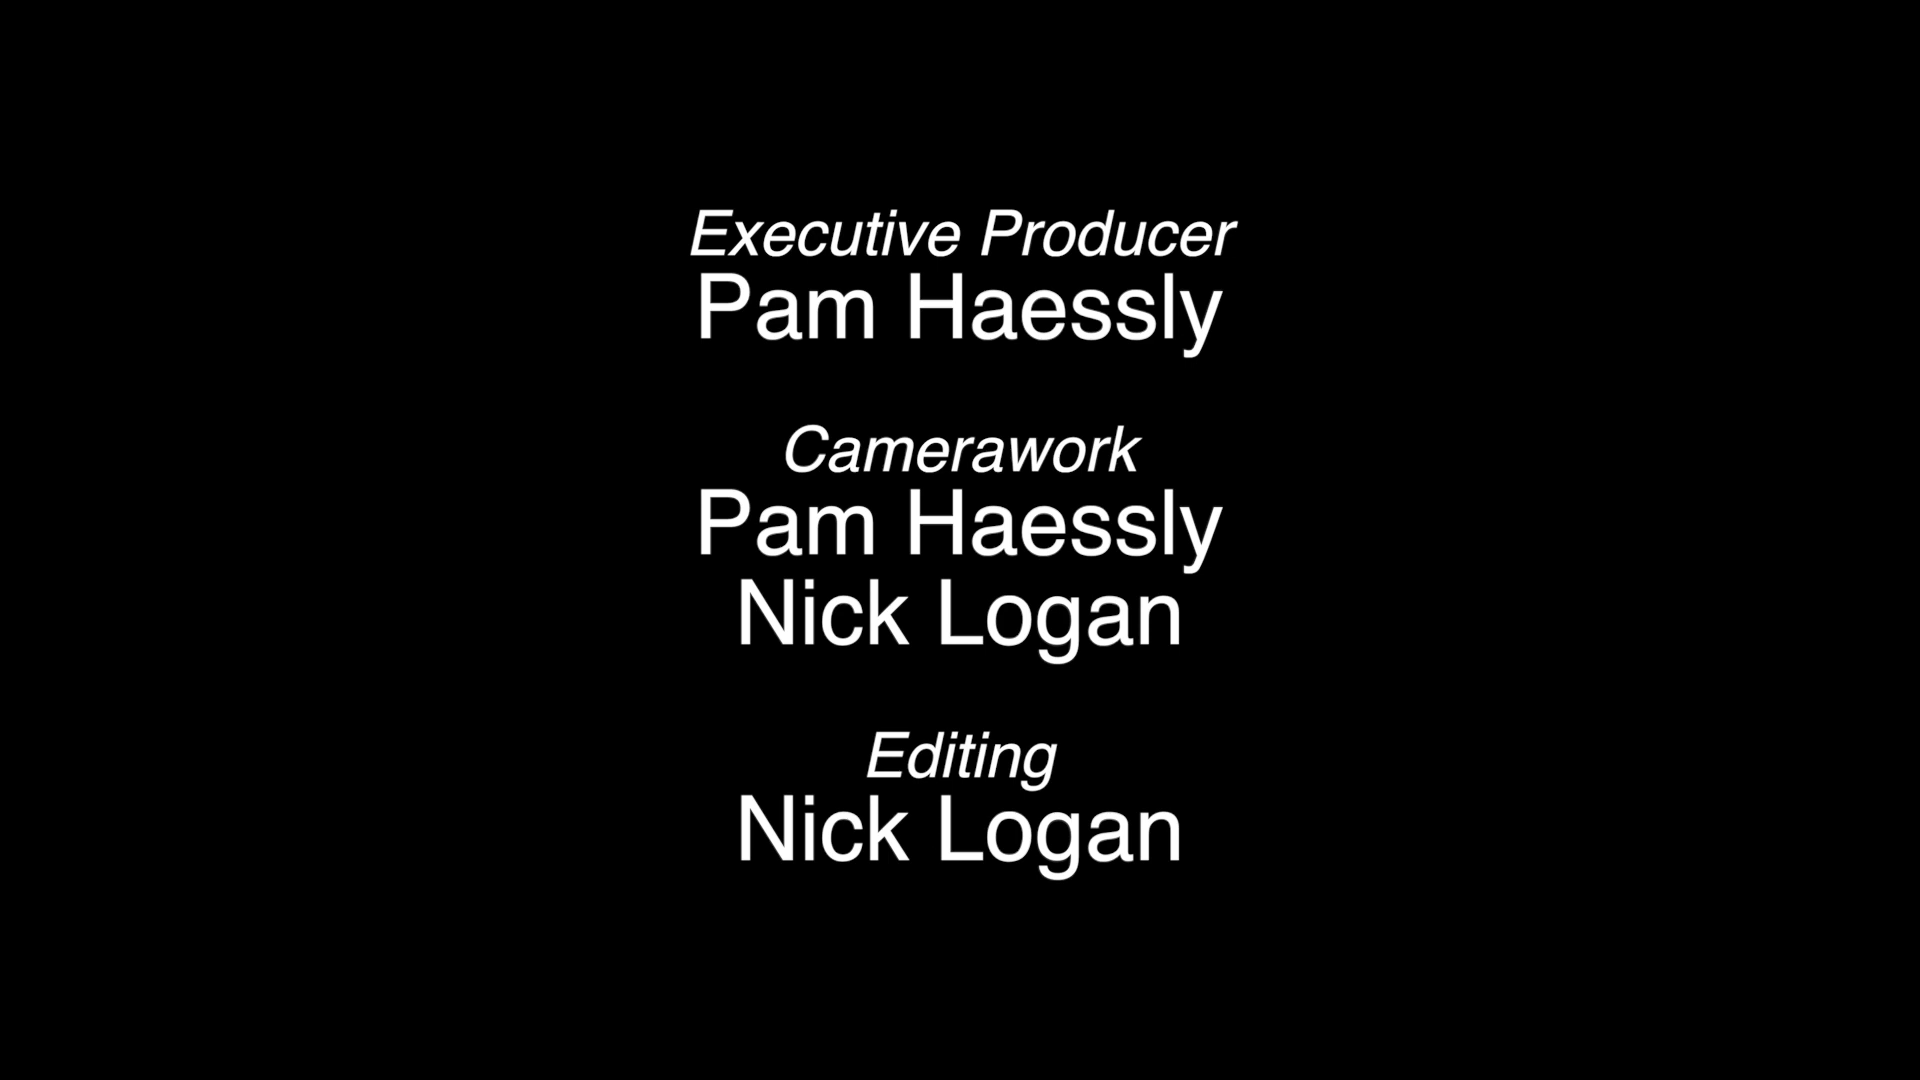 Executive Producer
Pam Haessly
Camerawork
Pam Haessly
Nick Logan
Editing
Nick Logan